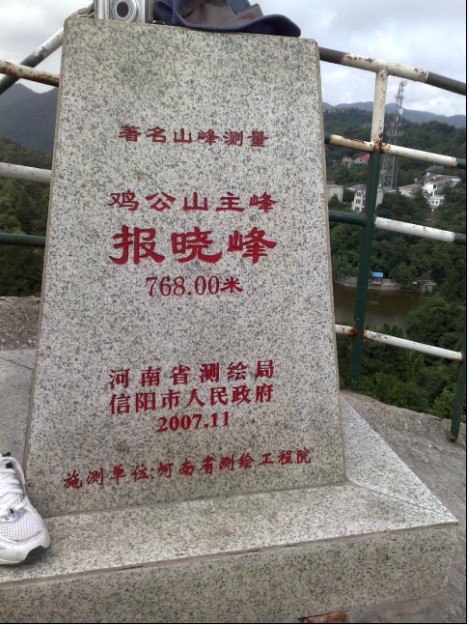 著名山峰测量
鸡公山主峰
报晓峰
768.00米
河南省测绘局
信阳市人民政府
2007.11
施测单位:河南省测绘工程院